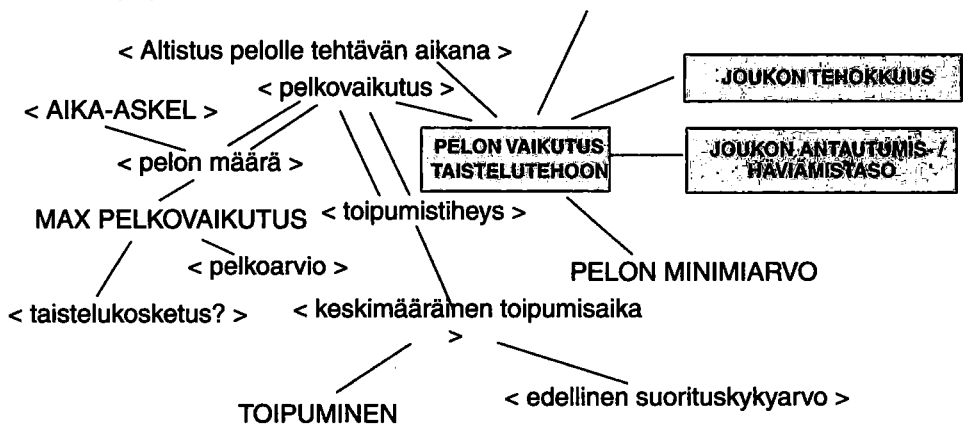 < Altistus pelolle tehtävän aikana >
< pelkovaikutus >
JOUKON TEHOKKUUS
< AIKA-ASKEL >
PELON VAIKUTUS
TAISTELUTEHOON
JOUKON ANTAUTUMIS-/
HÄVIÄMISTASO
< pelon määrä >
MAX PELKOVAIKUTUS
< toipumistiheys >
< pelkoarvio >
PELON MINIMIARVO
< taistelukosketus? >
< keskimääräinen toipumisaika
>
TOIPUMINEN
< edellinen suorituskykyarvo >